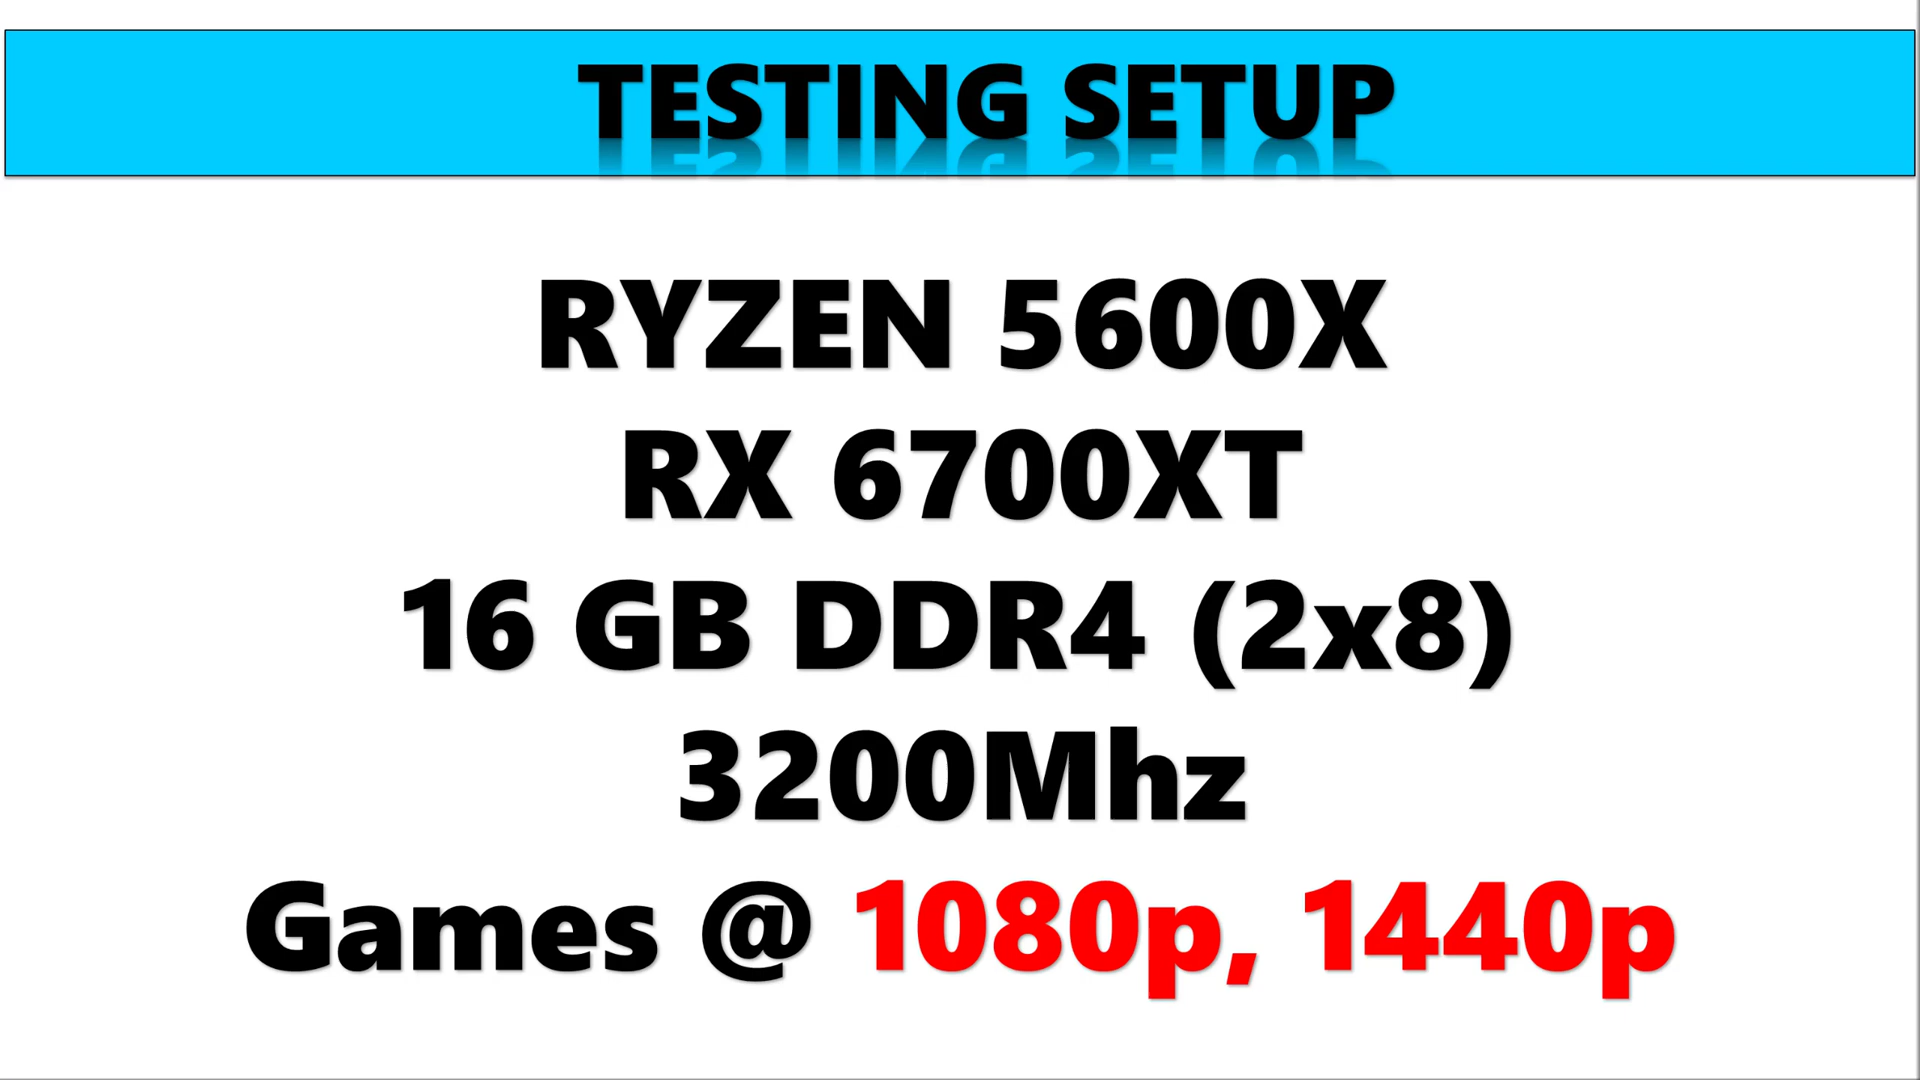 TESTING SETUP
RYZEN 5600X
RX 6700XT
16 GB DDR4 (2x8)
3200Mhz
Games @ 1080p, 1440p